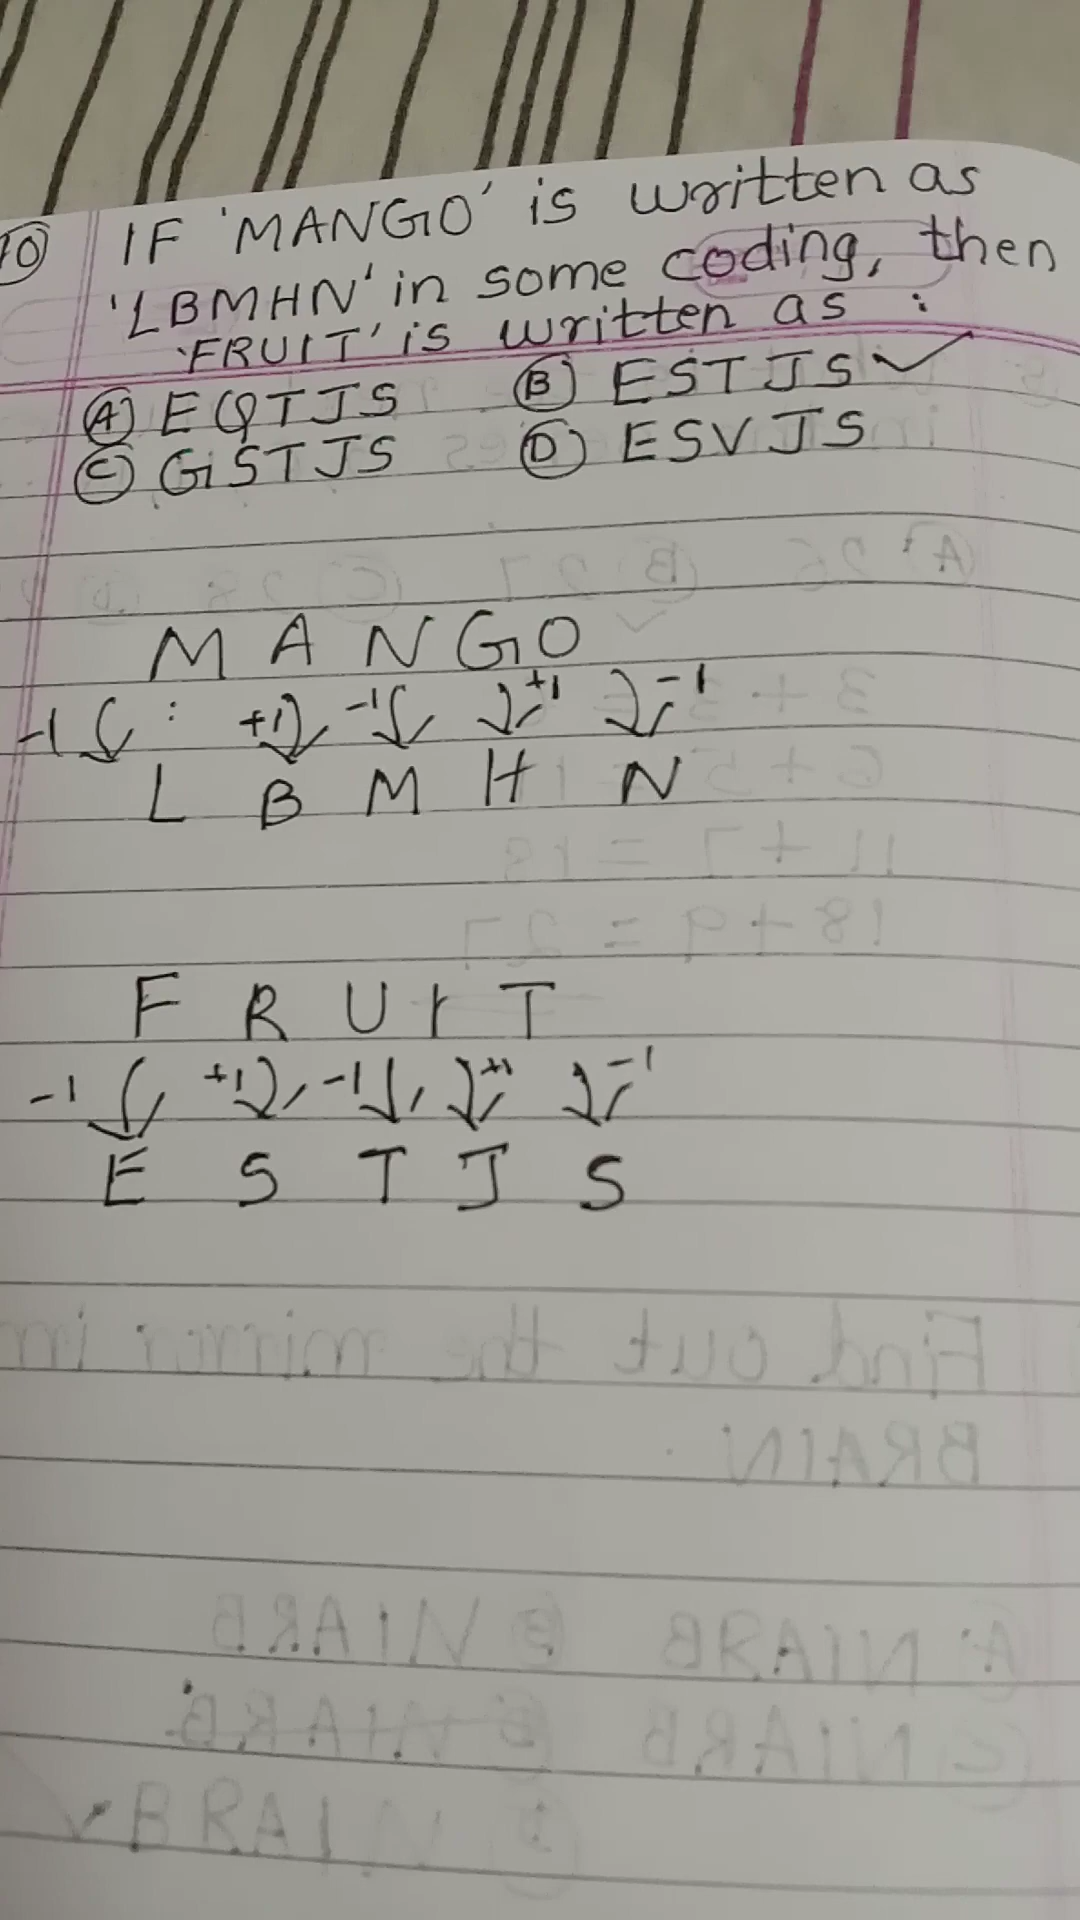 10 IF 'MANGO' is written as
'LBMHN' in some coding, then
'FRUIT' is written as :
(A) EQTJS (B) ESTJS ✓
(C) GSTJS (D) ESVJS
M A N G O
-1 +1 -1 +1 -1
L B M H N
F R U I T
-1 +1 -1 +1 -1
E S T J S